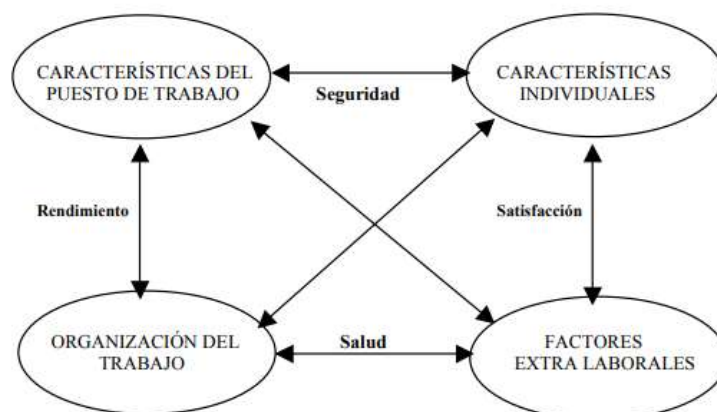 CARACTERÍSTICAS DEL
PUESTO DE TRABAJO
CARACTERÍSTICAS
INDIVIDUALES
Seguridad
Rendimiento
Satisfacción
ORGANIZACIÓN DEL
TRABAJO
Salud
FACTORES
EXTRA LABORALES